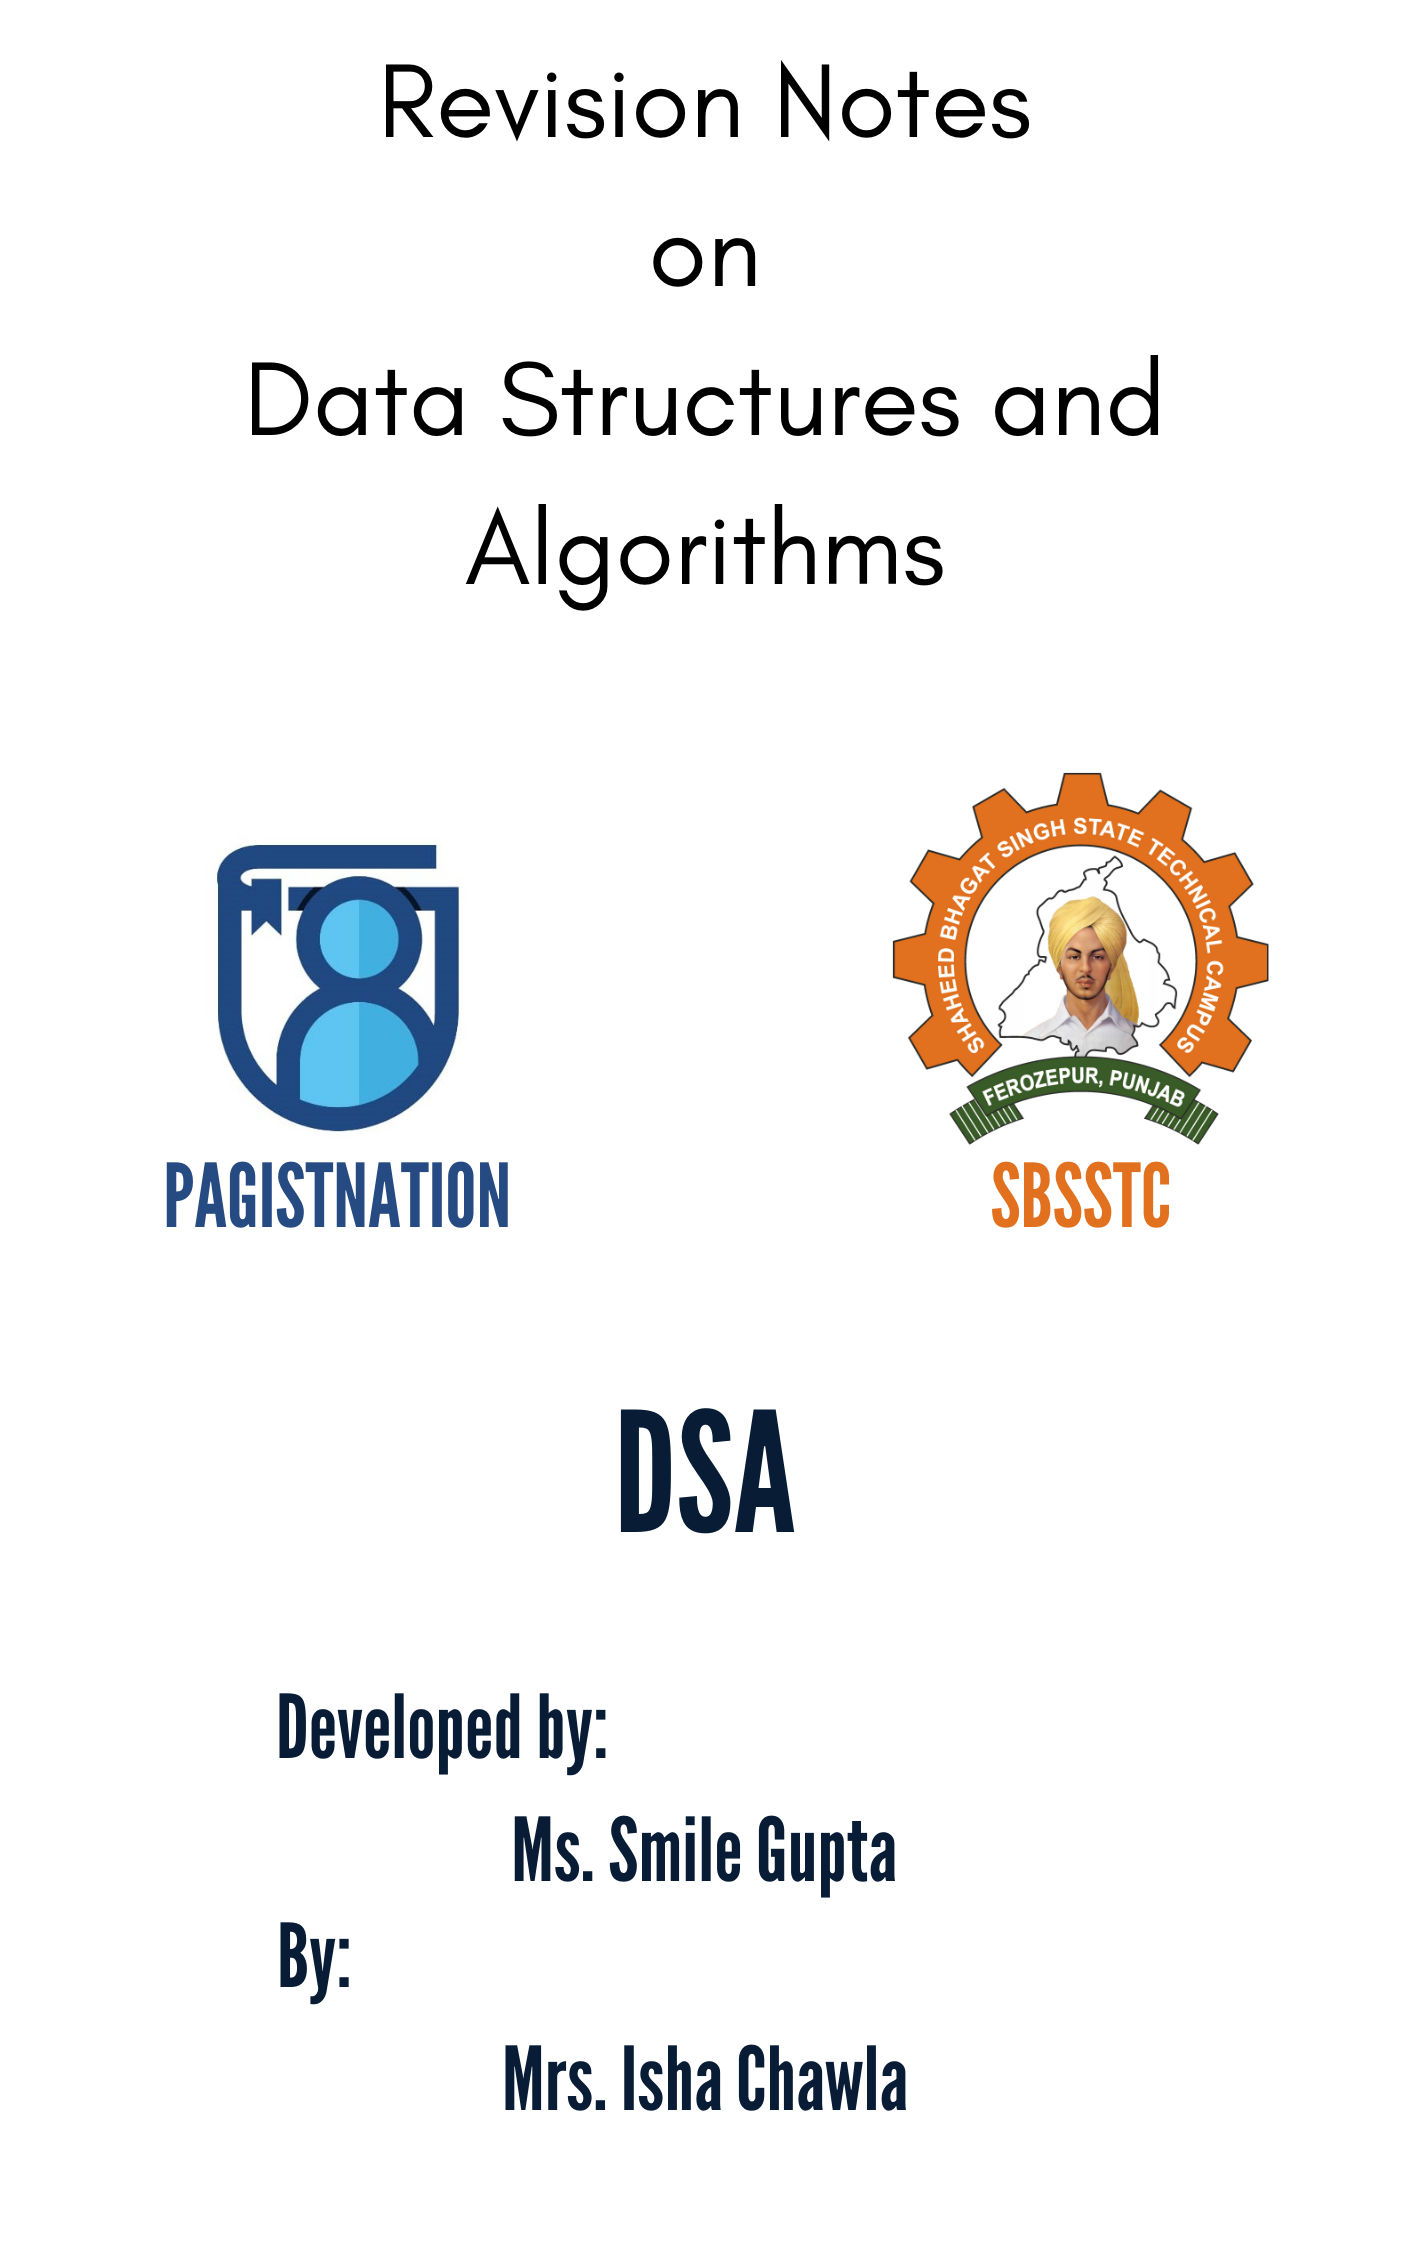 Revision Notes
on
Data Structures and
Algorithms
SHAHEED BHAGAT SINGH STATE TECHNICAL CAMPUS
FEROZEPUR, PUNJAB
PAGISTNATION
SBSSTC
DSA
Developed by:
Ms. Smile Gupta
By:
Mrs. Isha Chawla